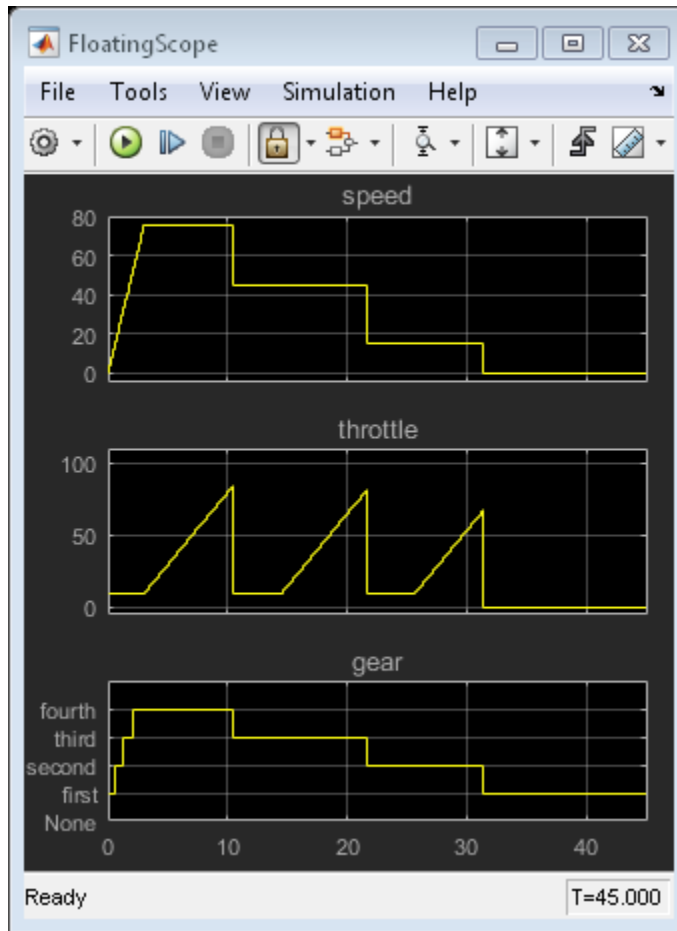 FloatingScope
File Tools View Simulation Help
speed
80
60
40
20
0
throttle
100
50
0
gear
fourth
third
second
first
None
0 10 20 30 40
Ready T=45.000